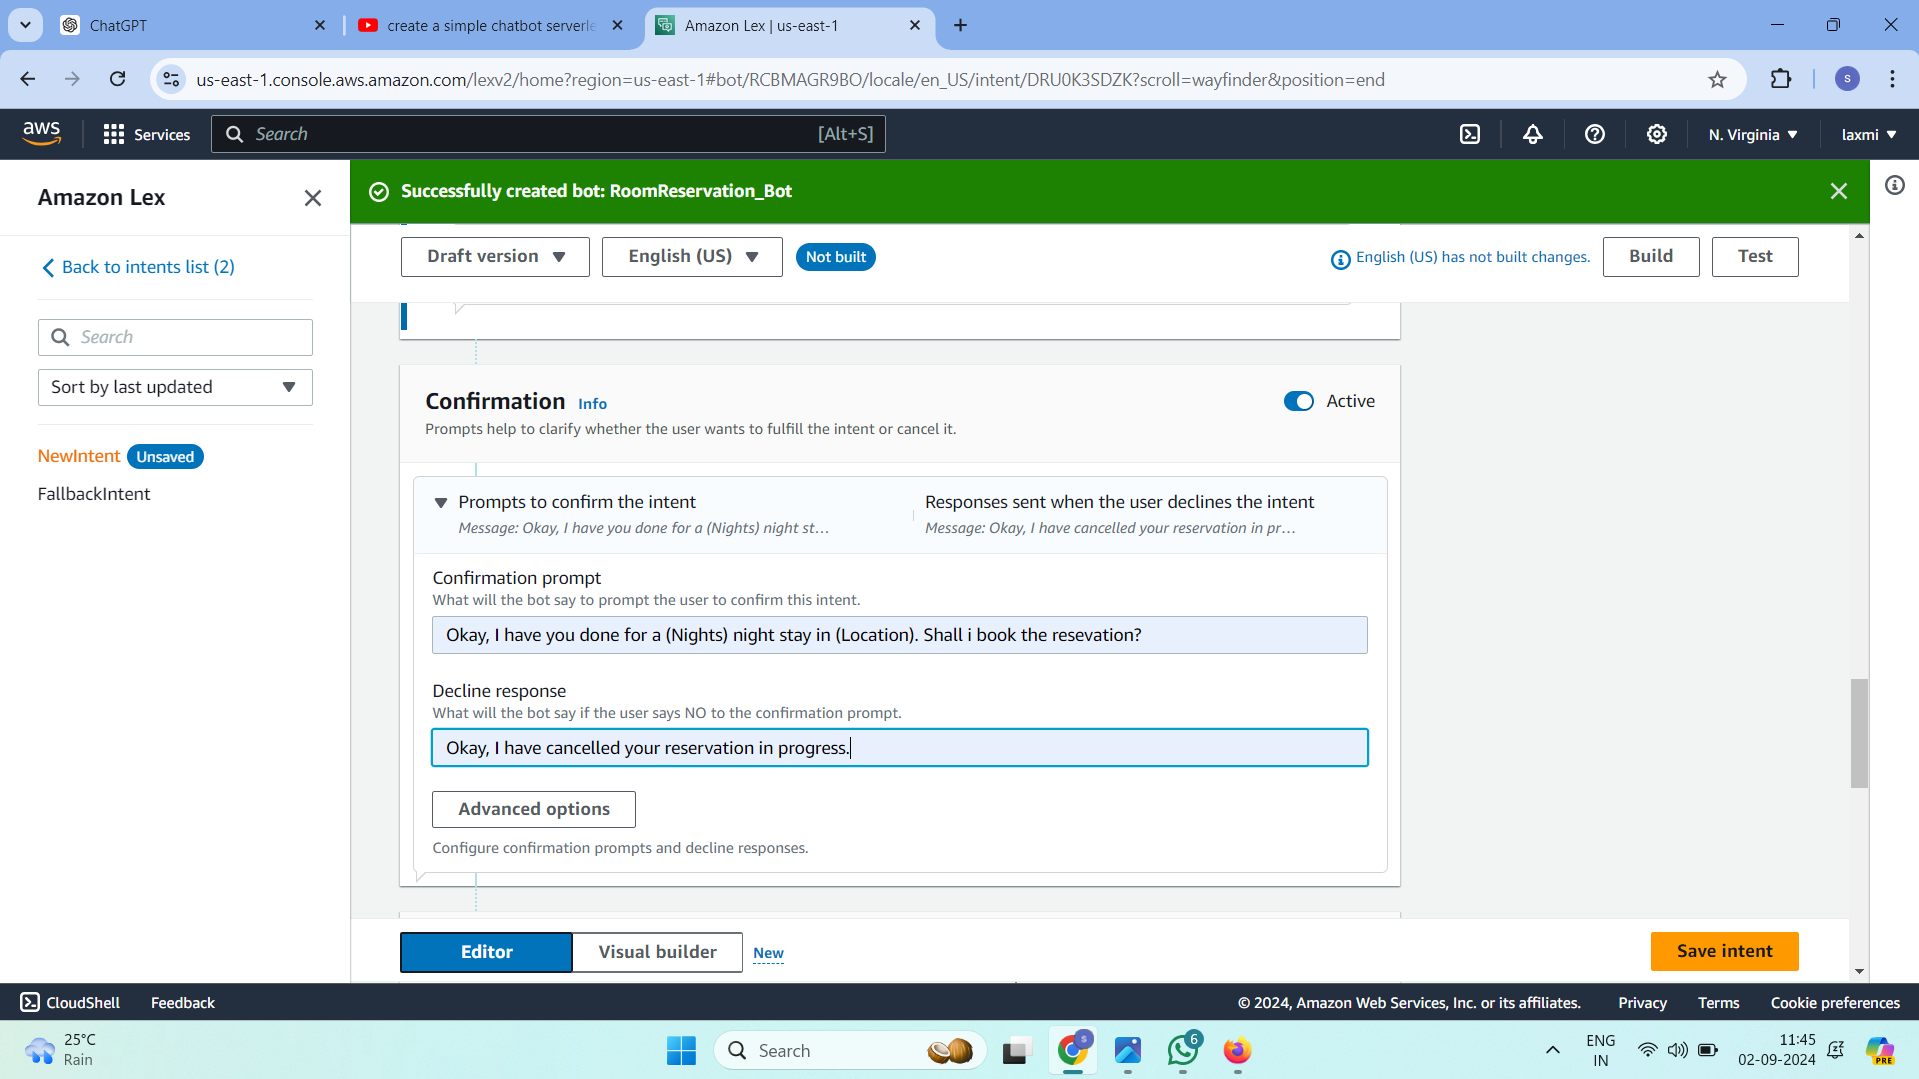 ChatGPT
create a simple chatbot serverle
Amazon Lex | us-east-1
us-east-1.console.aws.amazon.com/lexv2/home?region=us-east-1#bot/RCBMAGR9BO/locale/en_US/intent/DRU0K3SDZK?scroll=wayfinder&position=end
S
aws
Services
Search
[Alt+S]
N. Virginia
laxmi
Amazon Lex
Successfully created bot: RoomReservation_Bot
Back to intents list (2)
Draft version
English (US)
Not built
English (US) has not built changes.
Build
Test
Search
Sort by last updated
NewIntent
Unsaved
FallbackIntent
Confirmation
Info
Active
Prompts help to clarify whether the user wants to fulfill the intent or cancel it.
Prompts to confirm the intent
Message: Okay, I have you done for a (Nights) night st...
Responses sent when the user declines the intent
Message: Okay, I have cancelled your reservation in pr...
Confirmation prompt
What will the bot say to prompt the user to confirm this intent.
Okay, I have you done for a (Nights) night stay in (Location). Shall i book the resevation?
Decline response
What will the bot say if the user says NO to the confirmation prompt.
Okay, I have cancelled your reservation in progress.
Advanced options
Configure confirmation prompts and decline responses.
Editor
Visual builder
New
Save intent
CloudShell
Feedback
© 2024, Amazon Web Services, Inc. or its affiliates.
Privacy
Terms
Cookie preferences
25°C
Rain
Search
S
6
ENG
IN
11:45
02-09-2024
PRE